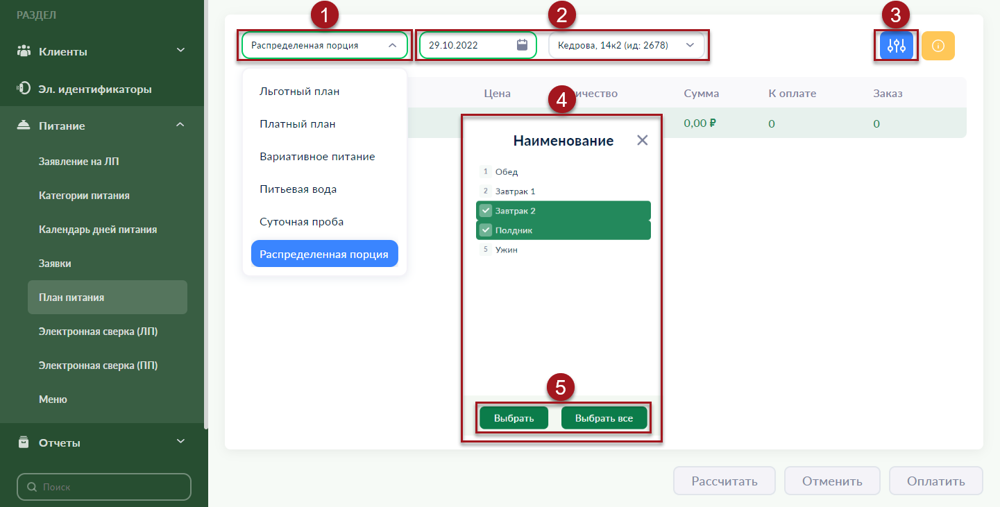 РАЗДЕЛ
Клиенты
Эл. идентификаторы
Питание
Заявление на ЛП
Категории питания
Календарь дней питания
Заявки
План питания
Электронная сверка (ЛП)
Электронная сверка (ПП)
Меню
Отчеты
Поиск
1
2
3
Распределенная порция
29.10.2022
Кедрова, 14к2 (ид: 2678)
Льготный план
Платный план
Вариативное питание
Питьевая вода
Суточная проба
Распределенная порция
Цена
Сумма
К оплате
Заказ
0,00 ₽
0
0
4
Наименование
1 Обед
2 Завтрак 1
Завтрак 2
Полдник
5 Ужин
5
Выбрать
Выбрать все
Рассчитать
Отменить
Оплатить